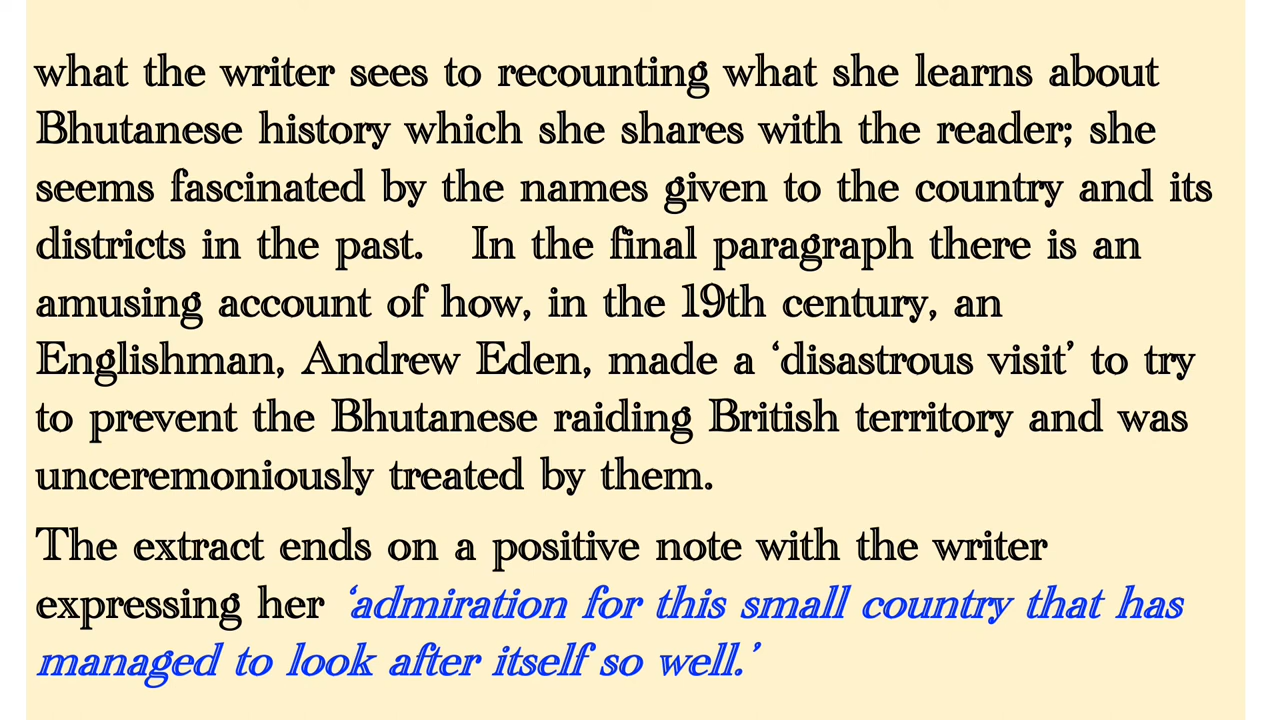 what the writer sees to recounting what she learns about
Bhutanese history which she shares with the reader; she
seems fascinated by the names given to the country and its
districts in the past. In the final paragraph there is an
amusing account of how, in the 19th century, an
Englishman, Andrew Eden, made a ‘disastrous visit’ to try
to prevent the Bhutanese raiding British territory and was
unceremoniously treated by them.
The extract ends on a positive note with the writer
expressing her ‘admiration for this small country that has
managed to look after itself so well.’